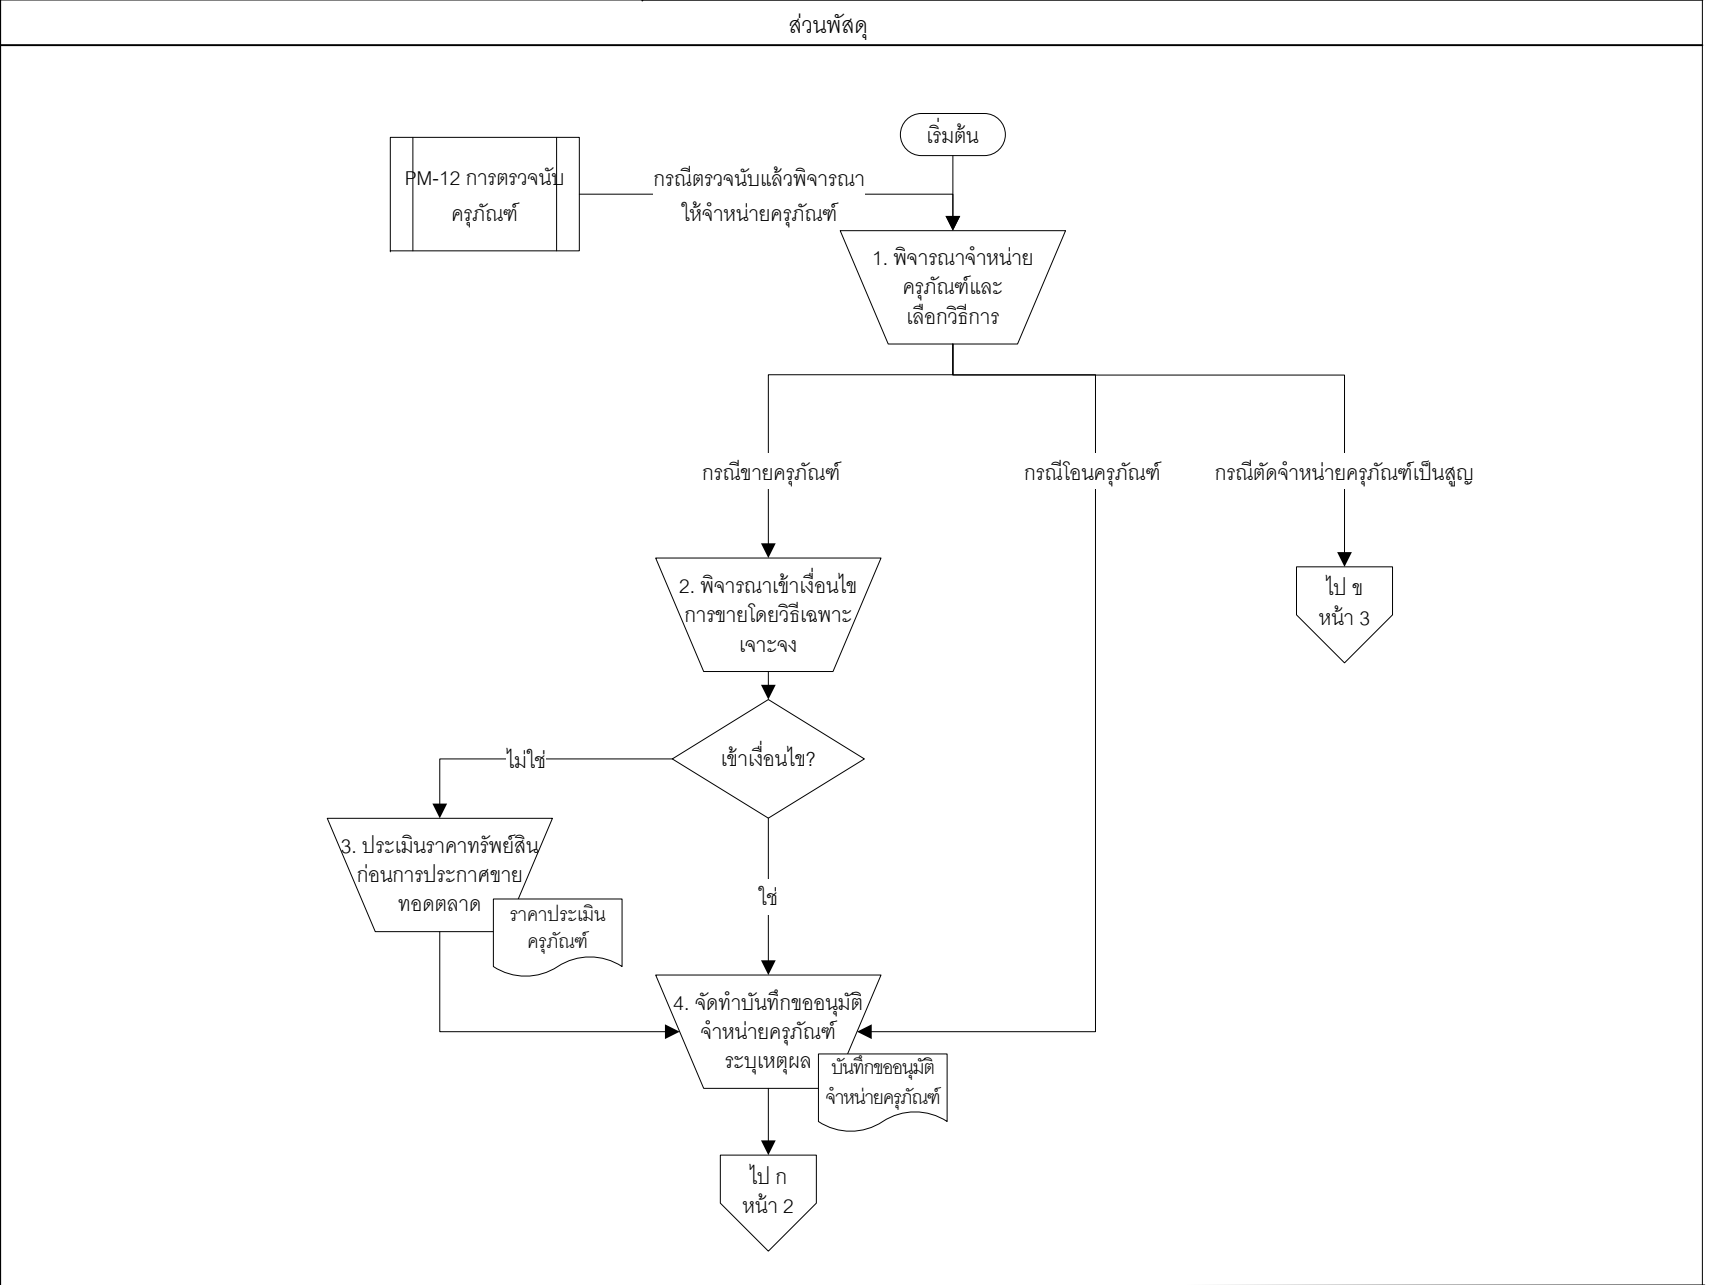 ส่วนพัสดุ
เริ่มต้น
PM-12 การตรวจนับ
ครุภัณฑ์
กรณีตรวจนับแล้วพิจารณา
ให้จำหน่ายครุภัณฑ์
1. พิจารณาจำหน่าย
ครุภัณฑ์และ
เลือกวิธีการ
กรณีขายครุภัณฑ์
กรณีโอนครุภัณฑ์
กรณีตัดจำหน่ายครุภัณฑ์เป็นสูญ
2. พิจารณาเข้าเงื่อนไข
การขายโดยวิธีเฉพาะ
เจาะจง
ไป ข
หน้า 3
เข้าเงื่อนไข?
ไม่ใช่
3. ประเมินราคาทรัพย์สิน
ก่อนการประกาศขาย
ทอดตลาด
ราคาประเมิน
ครุภัณฑ์
ใช่
4. จัดทำบันทึกขออนุมัติ
จำหน่ายครุภัณฑ์
ระบุเหตุผล
บันทึกขออนุมัติ
จำหน่ายครุภัณฑ์
ไป ก
หน้า 2